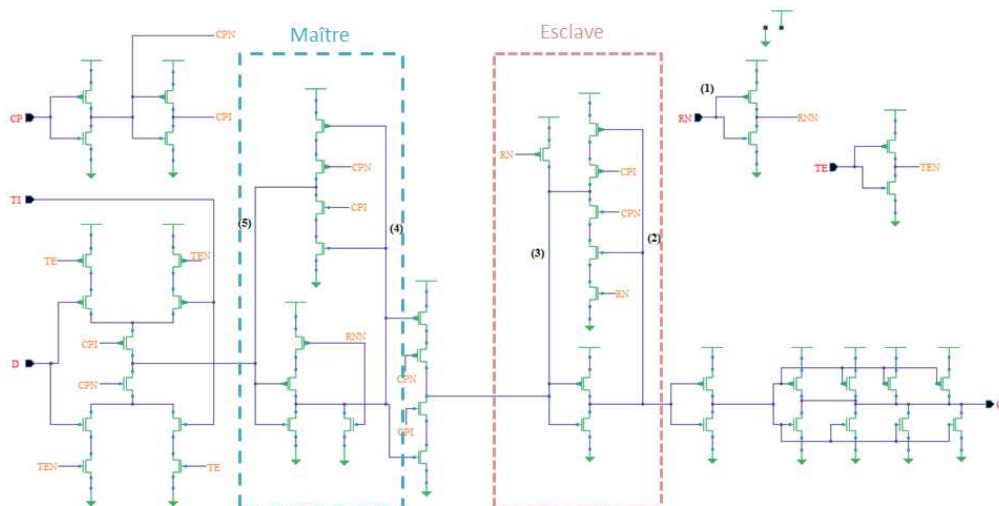 Maître
Esclave
CPN
(1)
CP
CPI
RN
RNN
RN
CPN
CPI
TE
TEN
TI
CPI
CPN
(5)
(4)
(3)
(2)
TE
TEN
RN
CPI
RNN
D
CPN
CPN
CPI
Q
TEN
TE